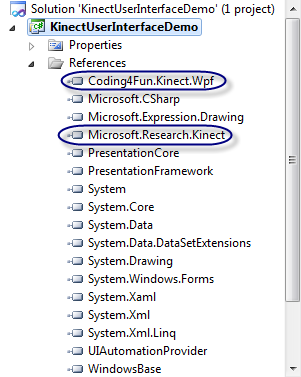 Solution 'KinectUserInterfaceDemo' (1 project)
KinectUserInterfaceDemo
Properties
References
Coding4Fun.Kinect.Wpf
Microsoft.CSharp
Microsoft.Expression.Drawing
Microsoft.Research.Kinect
PresentationCore
PresentationFramework
System
System.Core
System.Data
System.Data.DataSetExtensions
System.Drawing
System.Windows.Forms
System.Xaml
System.Xml
System.Xml.Linq
UIAutomationProvider
WindowsBase